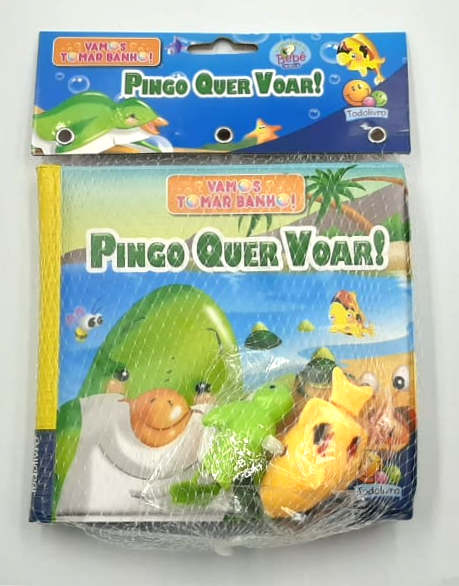 VAMOS
TOMAR BANHO!
Bebê
PINGO QUER VOAR!
Todolivro
VAMOS
TOMAR BANHO!
PINGO QUER VOAR!
Todolivro